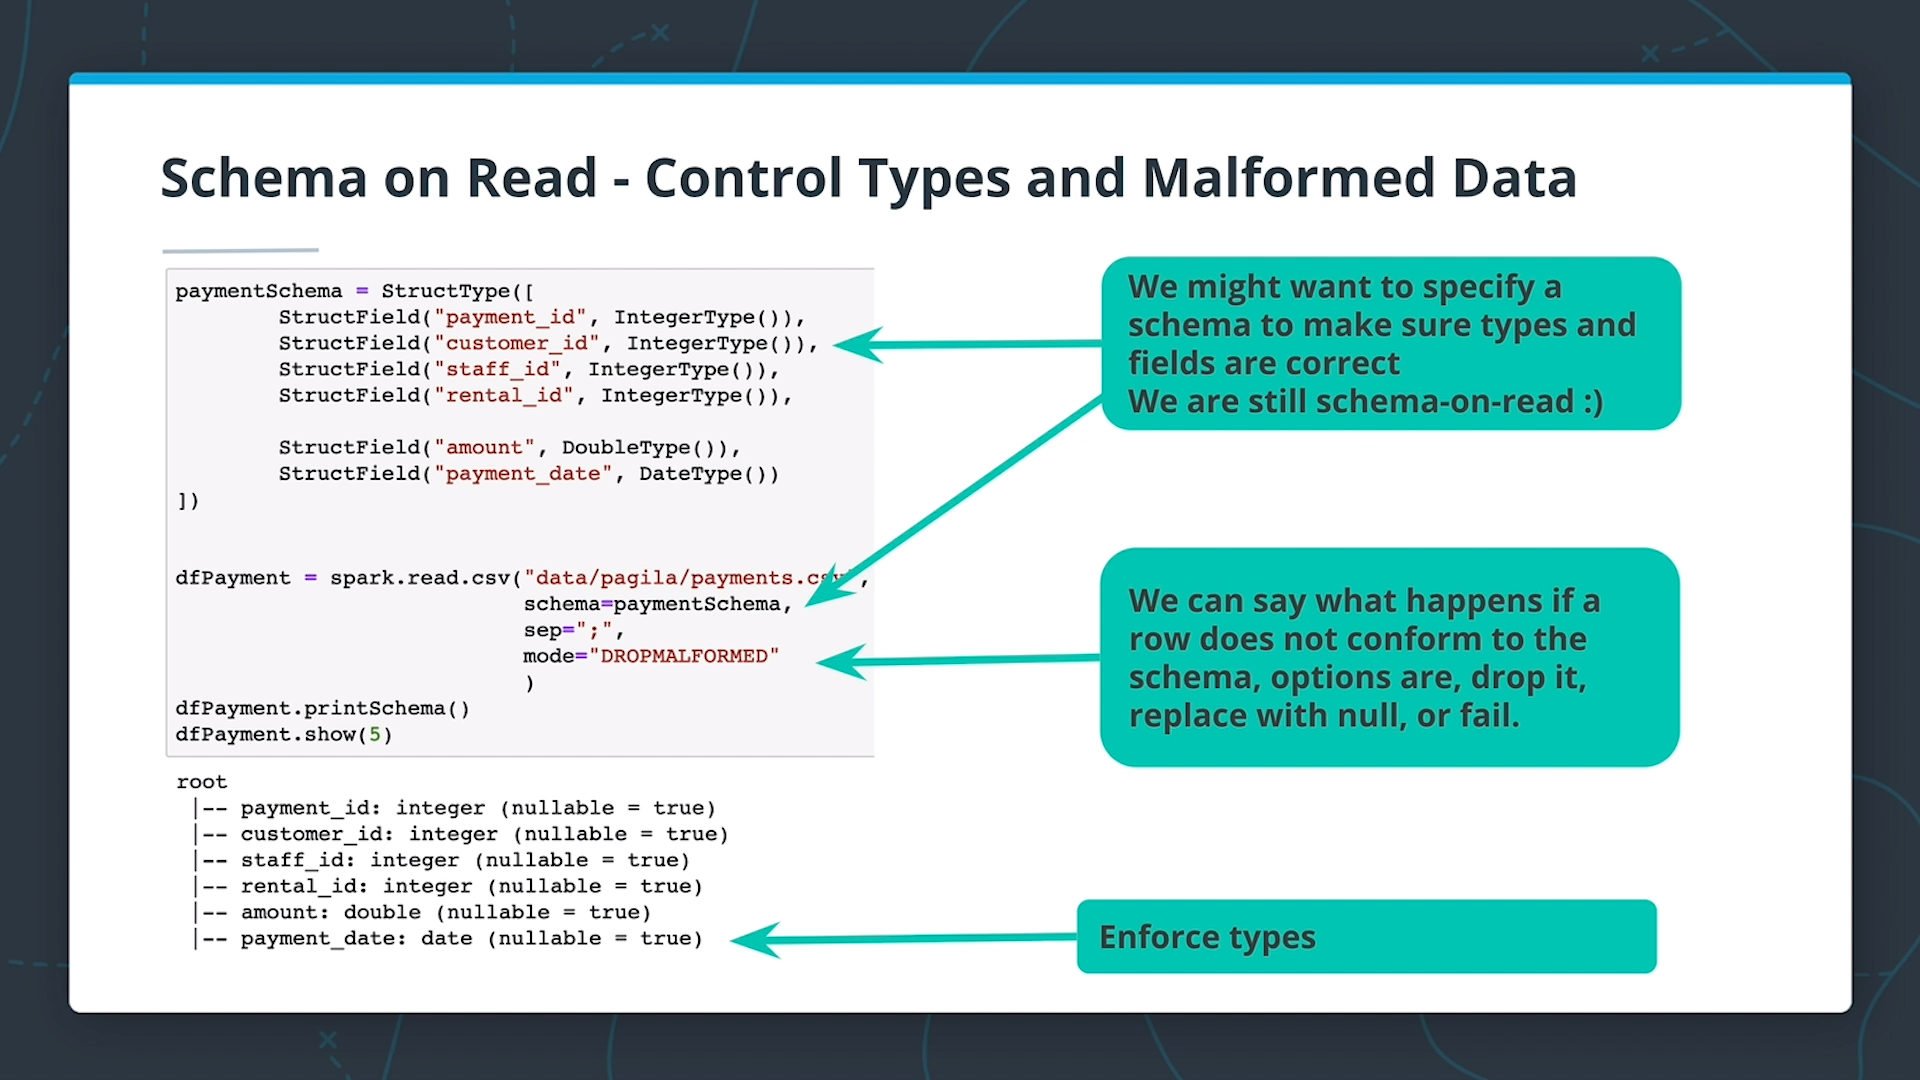 Schema on Read - Control Types and Malformed Data
paymentSchema = StructType([
        StructField("payment_id", IntegerType()),
        StructField("customer_id", IntegerType()),
        StructField("staff_id", IntegerType()),
        StructField("rental_id", IntegerType()),
        StructField("amount", DoubleType()),
        StructField("payment_date", DateType())
])
dfPayment = spark.read.csv("data/pagila/payments.csv",
                           schema=paymentSchema,
                           sep=";",
                           mode="DROPMALFORMED"
                           )
dfPayment.printSchema()
dfPayment.show(5)
root
 |-- payment_id: integer (nullable = true)
 |-- customer_id: integer (nullable = true)
 |-- staff_id: integer (nullable = true)
 |-- rental_id: integer (nullable = true)
 |-- amount: double (nullable = true)
 |-- payment_date: date (nullable = true)
We might want to specify a
schema to make sure types and
fields are correct
We are still schema-on-read :)
We can say what happens if a
row does not conform to the
schema, options are, drop it,
replace with null, or fail.
Enforce types